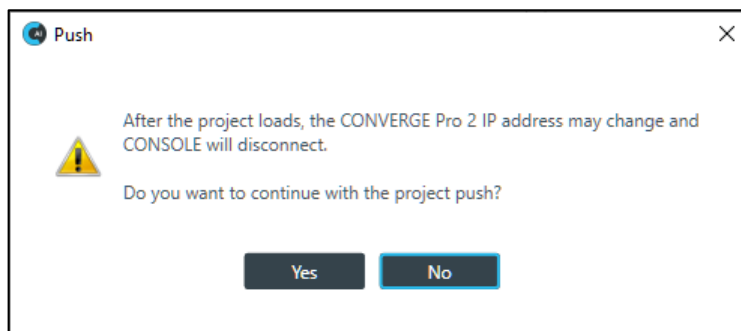 Push
After the project loads, the CONVERGE Pro 2 IP address may change and
CONSOLE will disconnect.
Do you want to continue with the project push?
Yes
No